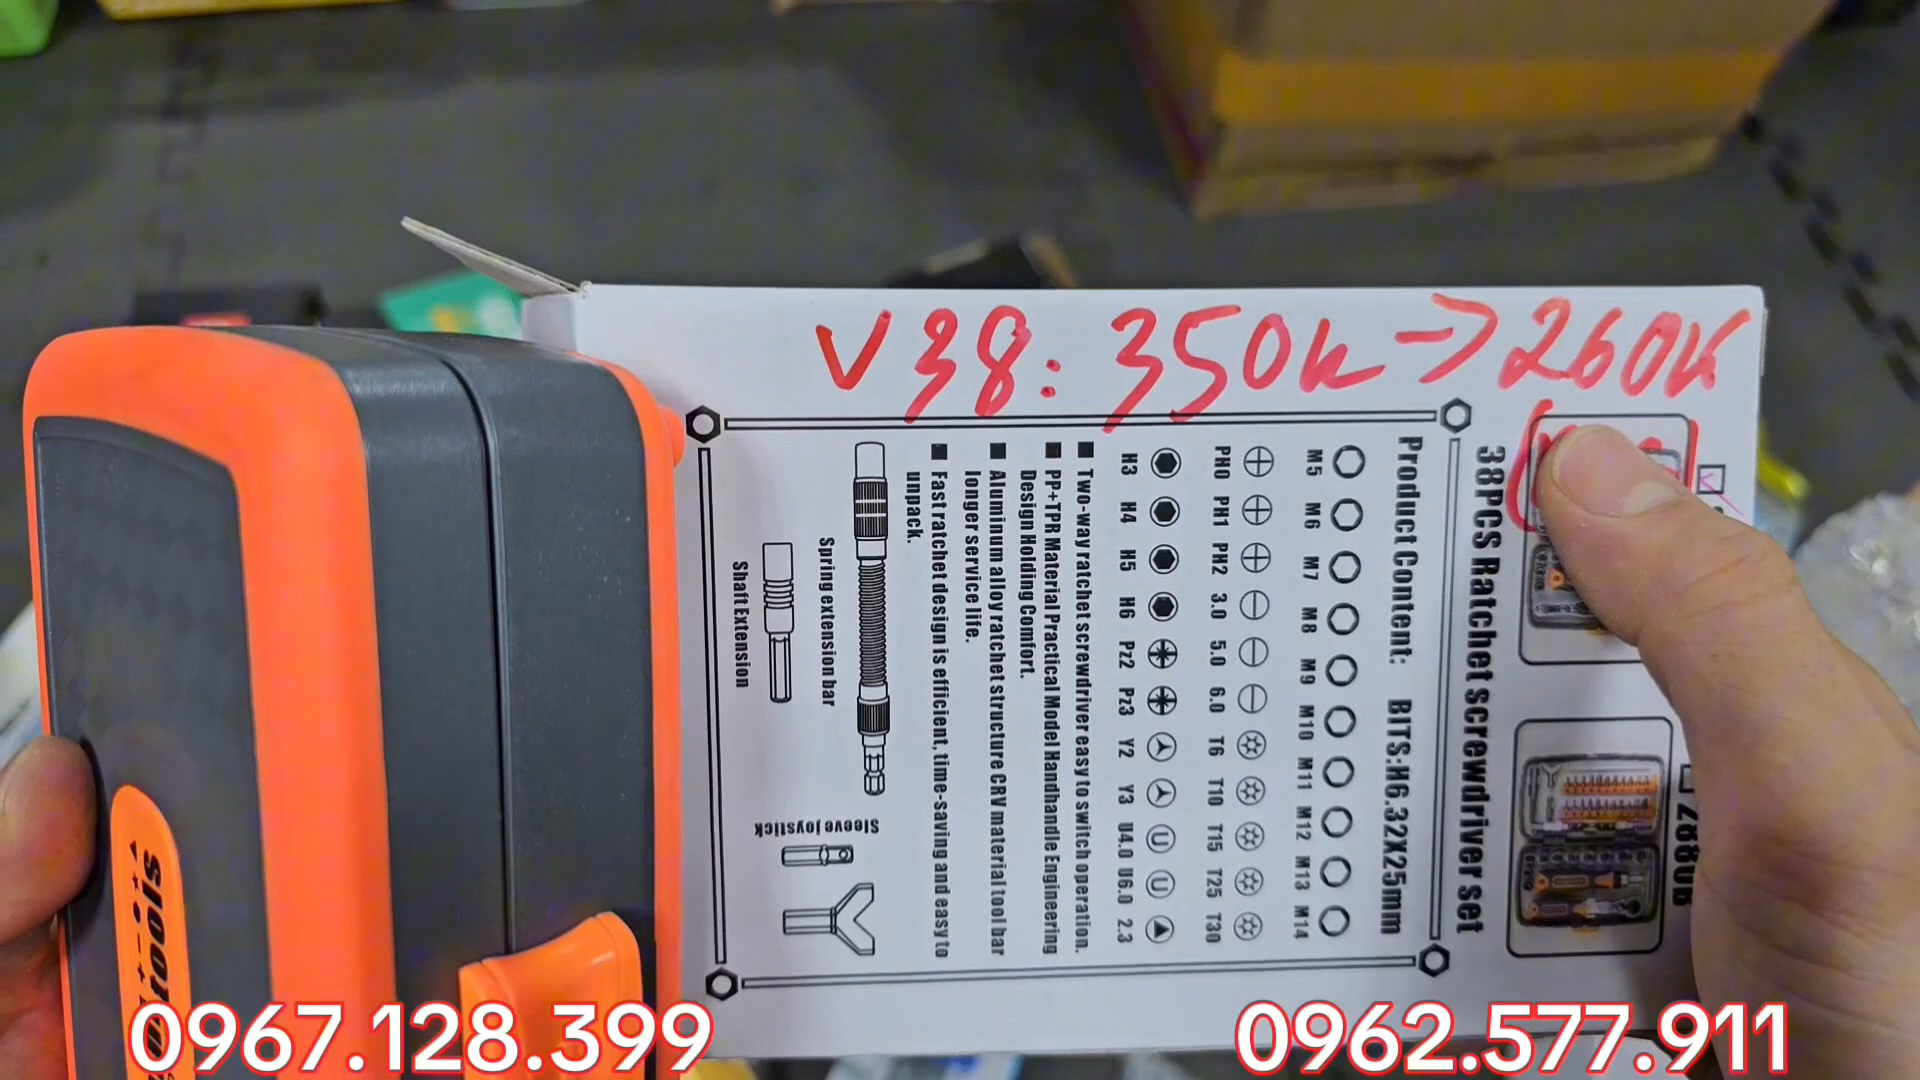 V38: 350k → 260k
38PCS Ratchet screwdriver set
Product Content: BITS:H6.32X25mm
M5 M6 M7 M8 M9 M10 M11 M12 M13 M14
PH0 PH1 PH2 3.0 5.0 6.0 T6 T10 T15 T25 T30
H3 H4 H5 H6 Pz2 Pz3 Y2 Y3 U4.0 U6.0 2.3
■ Two-way ratchet screwdriver easy to switch operation.
■ PP+TPR Material Practical Model Handhandle Engineering
Design Holding Comfort.
■ Aluminum alloy ratchet structure CRV material tool bar
longer service life.
■ Fast ratchet design is efficient, time-saving and easy to
unpack.
Spring extension bar
Sleeve joystick
Shaft Extension
0967.128.399
0962.577.911